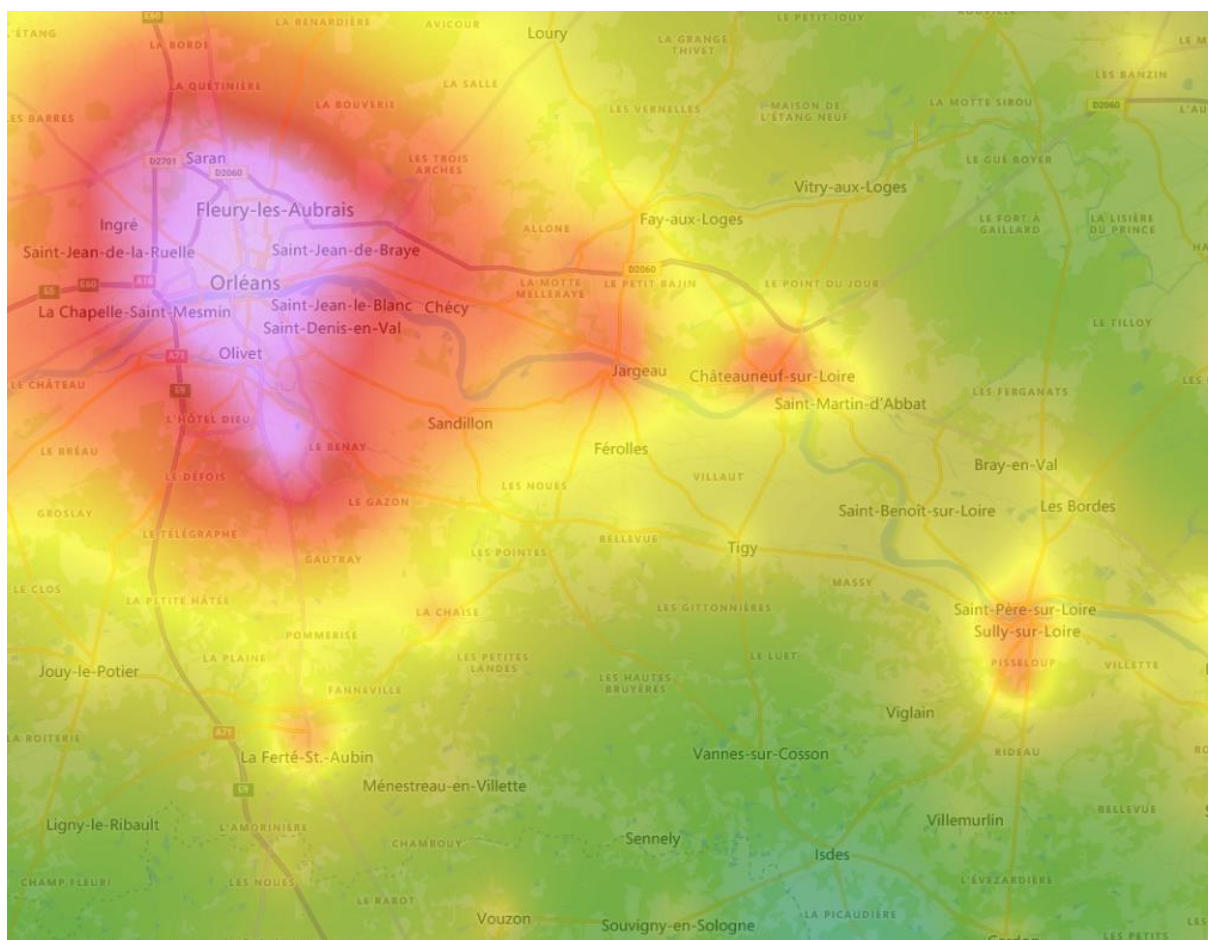 E60
LA RENARDIÈRE
AVICOUR
LE PETIT JOUY
L'ÉTANG
LA BORDE
Loury
LA GRANGE
THIVET
LES BANZIN
LA QUÉTINIÈRE
LA SALLE
LES BARRES
LA BOUVERIE
LES VERNELLES
MAISON DE
L'ÉTANG NEUF
LA MOTTE SIROU
D2060
D2701
Saran
D2060
LES TROIS
ARCHES
LE GUÉ BOYER
Vitry-aux-Loges
Fleury-les-Aubrais
Ingré
ALLONE
Fay-aux-Loges
LE FORT À
GAILLARD
LA LISIÈRE
DU PRINCE
Saint-Jean-de-la-Ruelle
Saint-Jean-de-Braye
D2060
E60
A10
Orléans
LA MOTTE
MELLERAYE
LE PETIT BAJIN
LE POINT DU JOUR
La Chapelle-Saint-Mesmin
Saint-Jean-le-Blanc
Chécy
Saint-Denis-en-Val
LE TILLOY
A71
Olivet
Jargeau
Châteauneuf-sur-Loire
LE CHÂTEAU
E9
LES FERGANATS
Saint-Martin-d'Abbat
L'HÔTEL DIEU
Sandillon
LE BRÉAU
LE BENAY
Férolles
Bray-en-Val
LE DÉFOIS
VILLAUT
LES NOUES
LE GAZON
Les Bordes
GROSLAY
Saint-Benoît-sur-Loire
LE TÉLÉGRAPHE
BELLEVUE
Tigy
GAUTRAY
LES POINTES
LE CLOS
MASSY
LA PETITE HÂTÉE
LA CHAISE
LES GITTONNIÈRES
Saint-Père-sur-Loire
POMMERISE
Sully-sur-Loire
LA PLAINE
LES PETITES
LANDES
LE LUET
PISSELOUP
VILLETTE
Jouy-le-Potier
LES HAUTES
BRUYÈRES
FANNEVILLE
Viglain
LA ROITERIE
A71
La Ferté-St.-Aubin
Vannes-sur-Cosson
RIDEAU
E9
Ménestreau-en-Villette
Ligny-le-Ribault
L'AMORINIÈRE
Villemurlin
BELLEVUE
CHAMBOUY
Sennely
Isdes
CHAMP FLEURI
LES NOUES
L'ÉVEZARDIÈRE
LE RABOT
Vouzon
Souvigny-en-Sologne
LA PICAUDIÈRE
LES PETITS